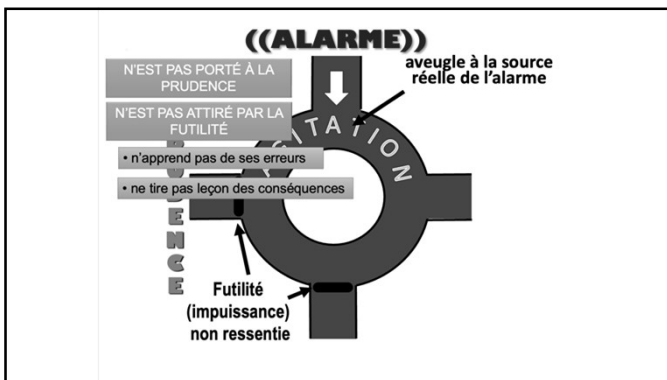 ((ALARME))
aveugle à la source
réelle de l'alarme
N'EST PAS PORTÉ À LA
PRUDENCE
N'EST PAS ATTIRÉ PAR LA
FUTILITÉ
• n'apprend pas de ses erreurs
• ne tire pas leçon des conséquences
Futilité
(impuissance)
non ressentie